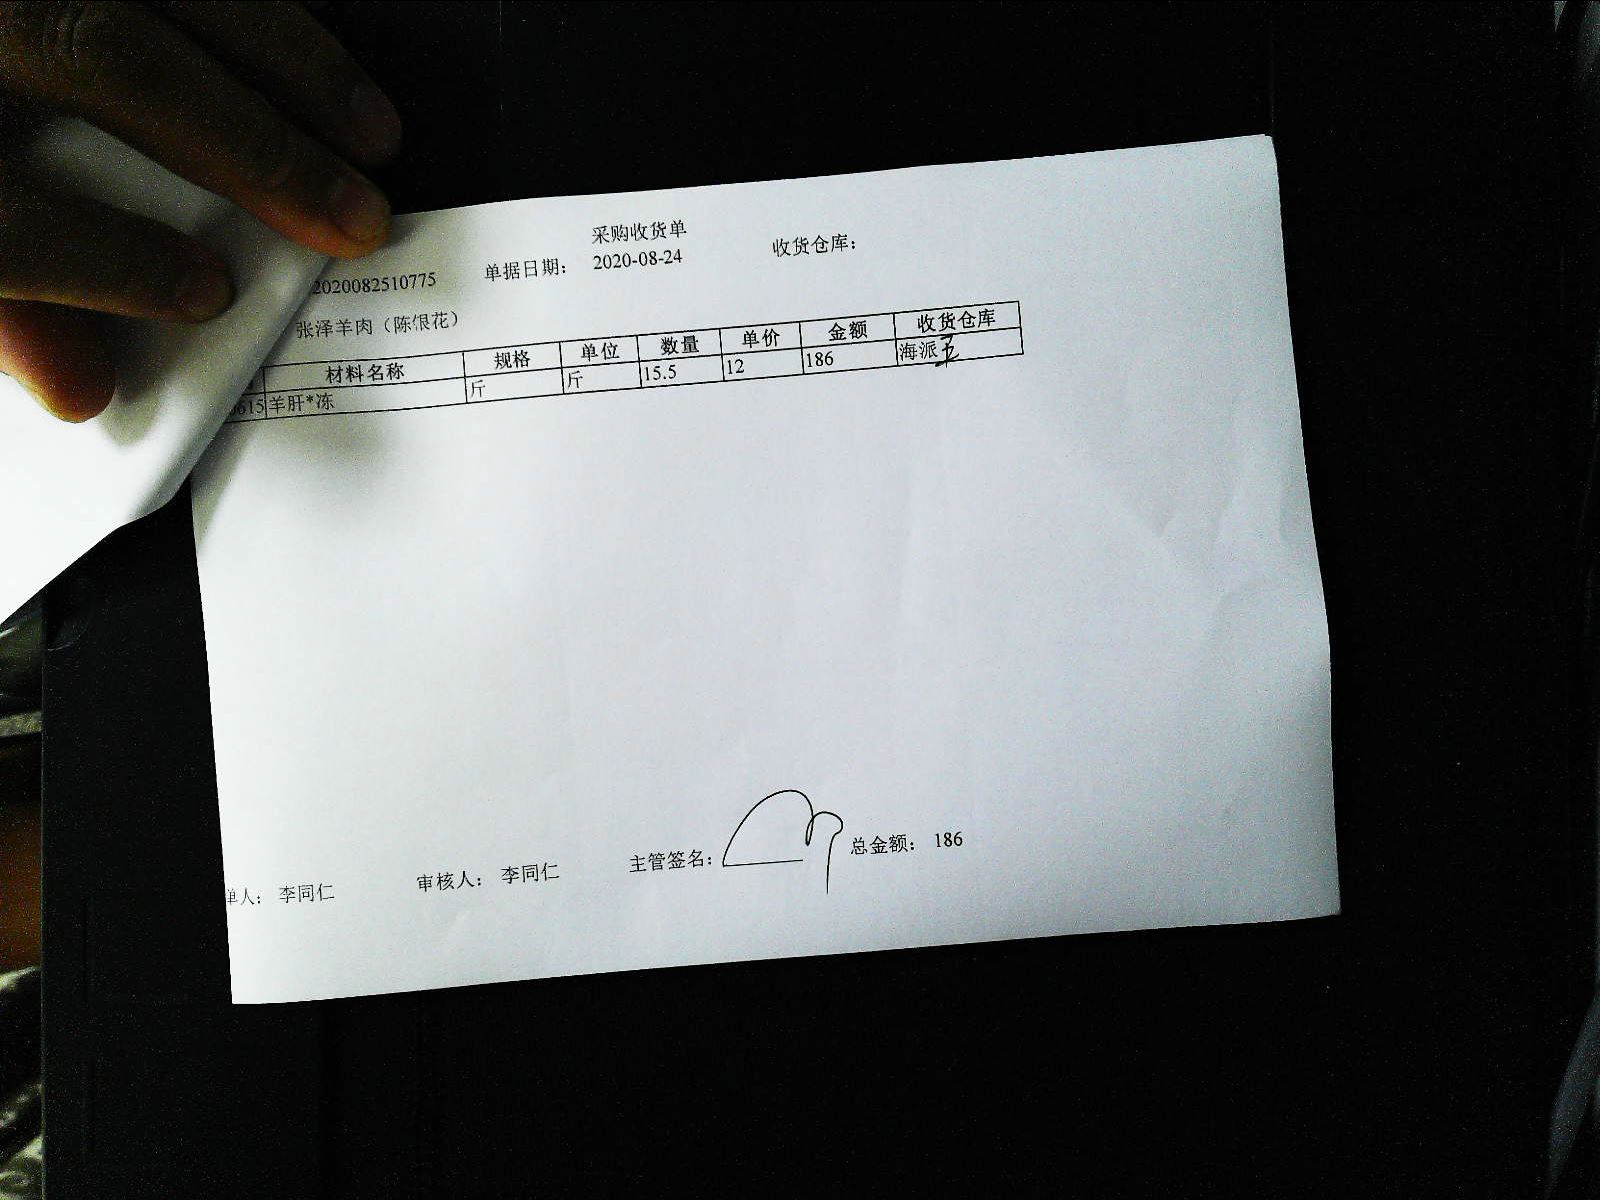 采购收货单
2020082510775 单据日期: 2020-08-24 收货仓库:
张泽羊肉（陈银花）
材料名称 规格 单位 数量 单价 金额 收货仓库
0615 羊肝*冻 斤 斤 15.5 12 186 海派
单人: 李同仁 审核人: 李同仁 主管签名: 总金额: 186